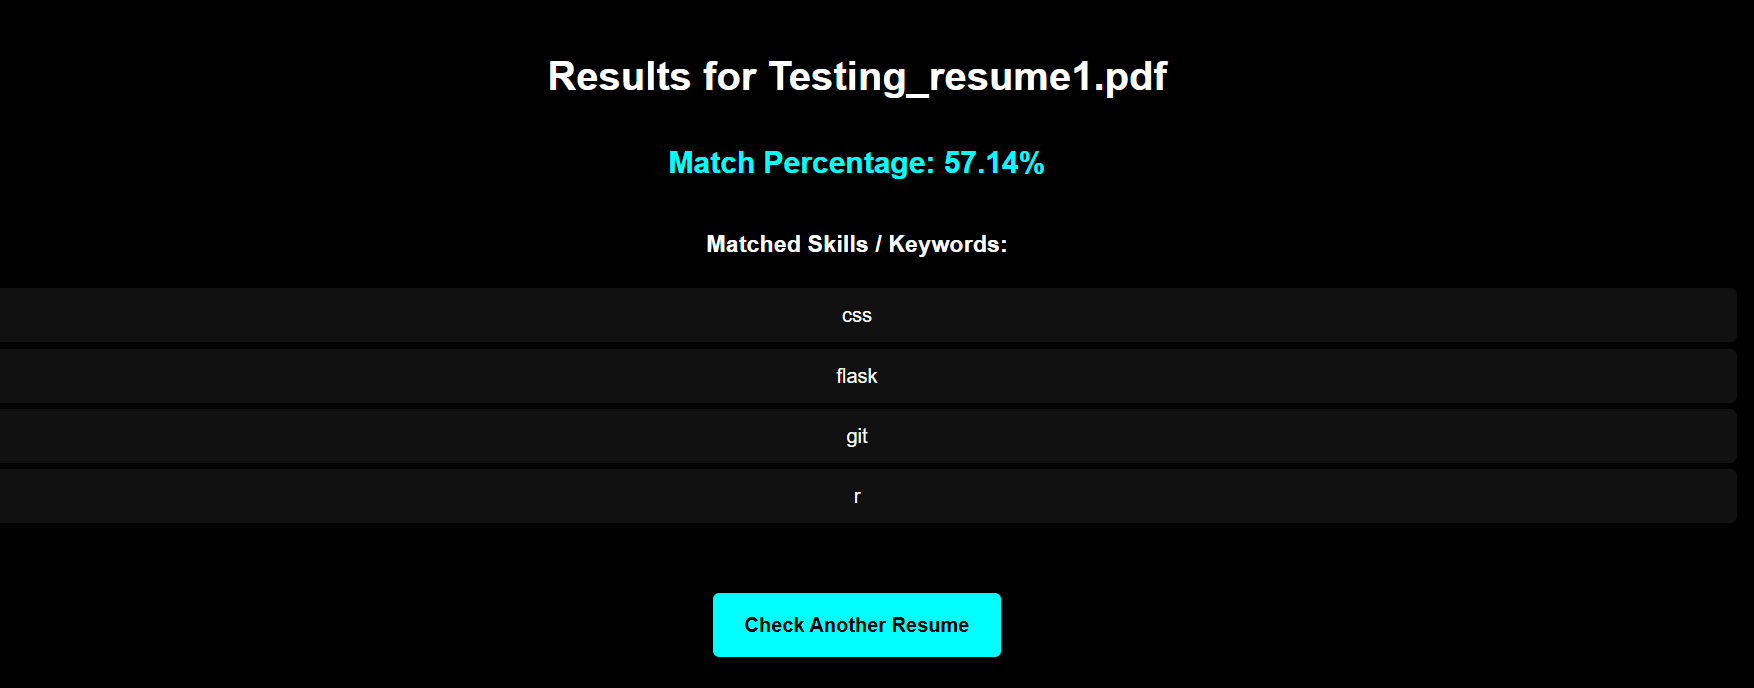 Results for Testing_resume1.pdf
Match Percentage: 57.14%
Matched Skills / Keywords:
css
flask
git
r
Check Another Resume